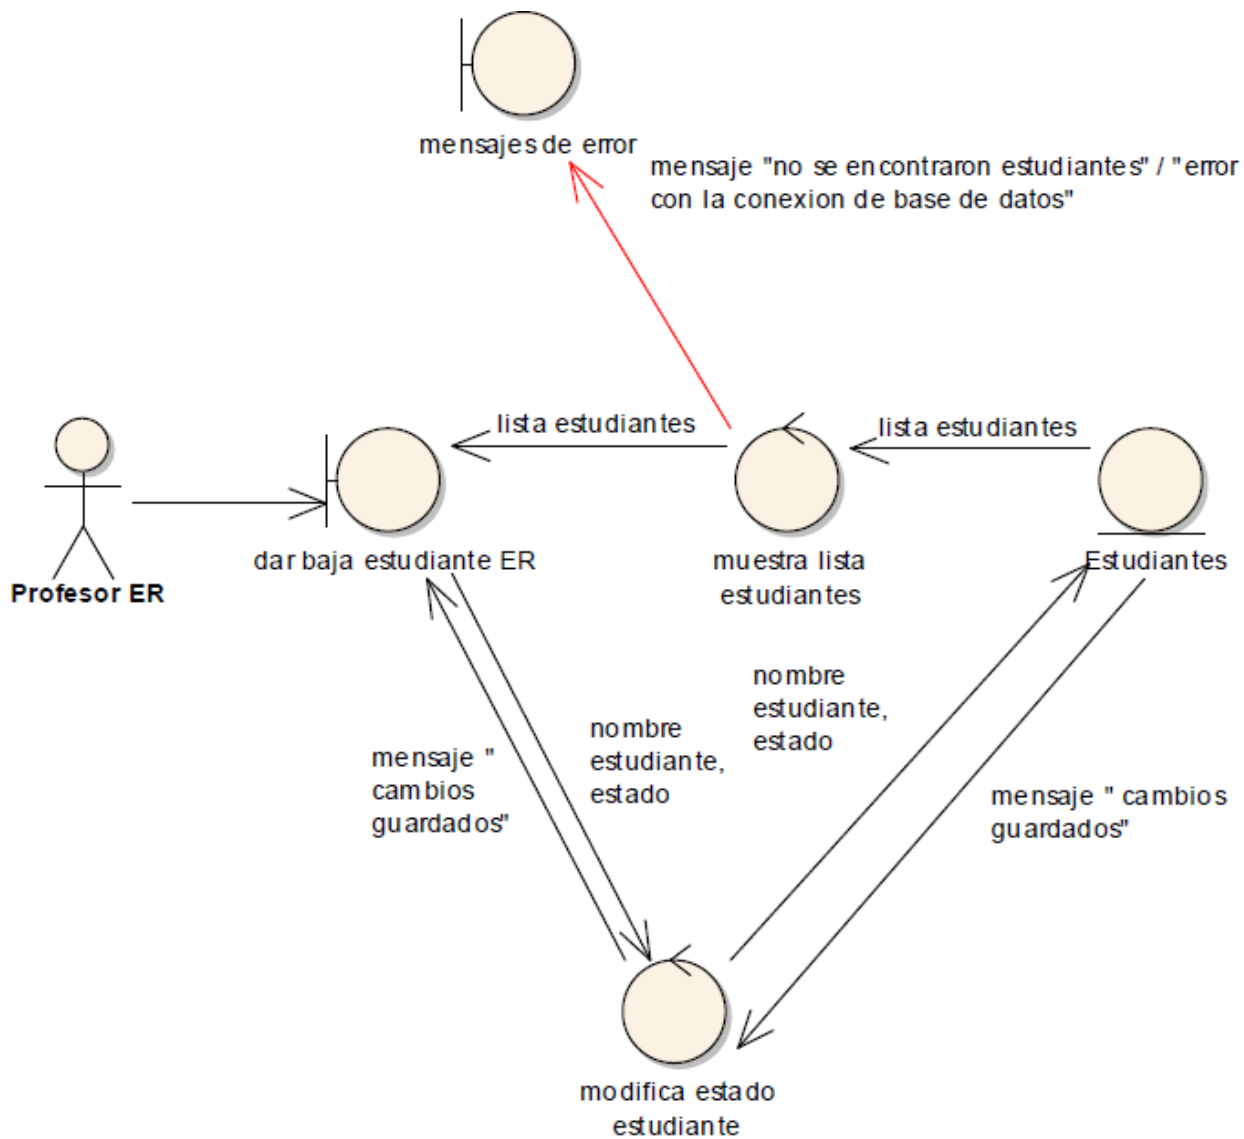 mensajes de error
mensaje "no se encontraron estudiantes" / "error
con la conexion de base de datos"
lista estudiantes
lista estudiantes
Profesor ER
dar baja estudiante ER
muestra lista
estudiantes
Estudiantes
mensaje "
cambios
guardados"
nombre
estudiante,
estado
nombre
estudiante,
estado
mensaje " cambios
guardados"
modifica estado
estudiante